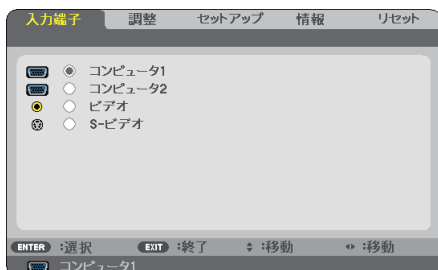 入力端子 調整 セットアップ 情報 リセット
コンピュータ1
コンピュータ2
ビデオ
S-ビデオ
ENTER :選択 EXIT :終了 :移動 :移動
コンピュータ1